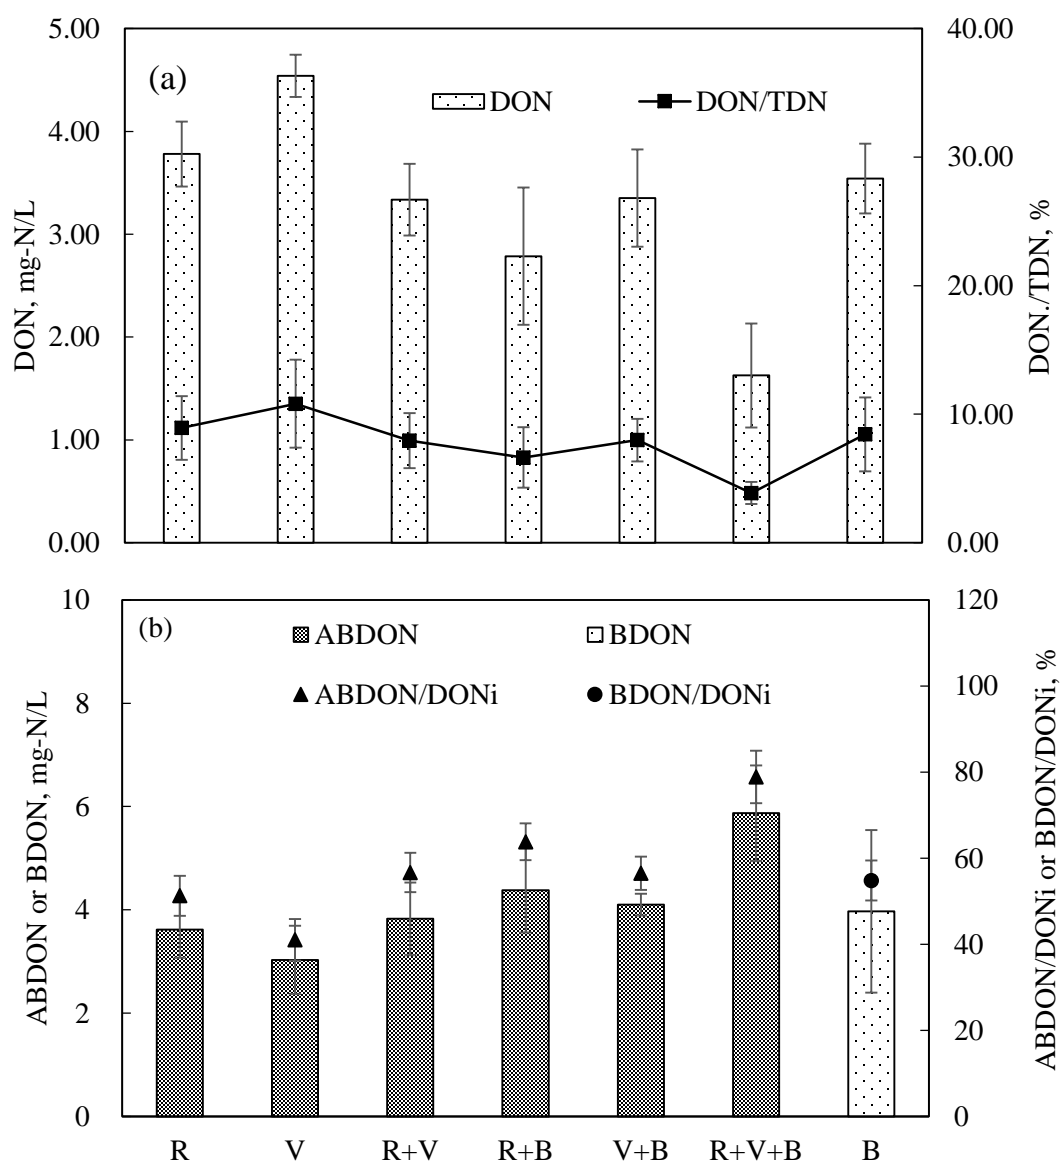 5.00
4.00
3.00
2.00
1.00
0.00
DON, mg-N/L
(a)
DON
DON/TDN
40.00
30.00
20.00
10.00
0.00
DON./TDN, %
10
8
6
4
2
0
ABDON or BDON, mg-N/L
(b)
ABDON
BDON
ABDON/DONi
BDON/DONi
120
100
80
60
40
20
0
ABDON/DONi or BDON/DONi, %
R
V
R+V
R+B
V+B
R+V+B
B